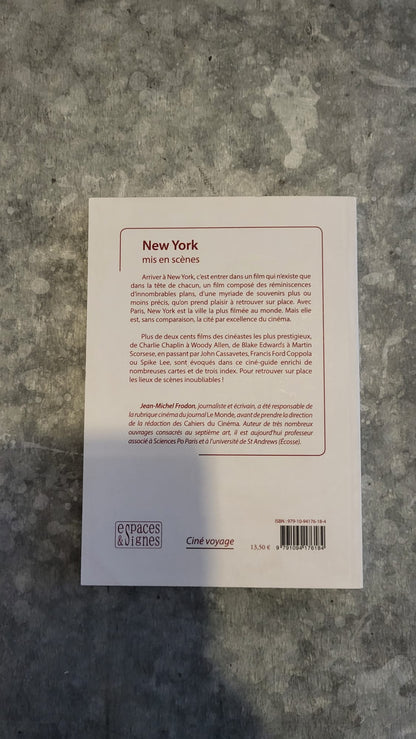 New York
mis en scènes
Arriver à New York, c'est entrer dans un film qui n'existe que
dans la tête de chacun, un film composé des réminiscences
d'innombrables plans, d'une myriade de souvenirs plus ou
moins précis, qu'on prend plaisir à retrouver sur place. Avec
Paris, New York est la ville la plus filmée au monde. Mais elle
est, sans comparaison, la cité par excellence du cinéma.
Plus de deux cents films des cinéastes les plus prestigieux,
de Charlie Chaplin à Woody Allen, de Blake Edwards à Martin
Scorsese, en passant par John Cassavetes, Francis Ford Coppola
ou Spike Lee, sont évoqués dans ce ciné-guide enrichi de
nombreuses cartes et de trois index. Pour retrouver sur place
les lieux de scènes inoubliables !
Jean-Michel Frodon, journaliste et écrivain, a été responsable de
la rubrique cinéma du journal Le Monde, avant de prendre la direction
de la rédaction des Cahiers du Cinéma. Auteur de très nombreux
ouvrages consacrés au septième art, il est aujourd'hui professeur
associé à Sciences Po Paris et à l'université de St Andrews (Écosse).
espaces
&Signes
Ciné voyage
13,50 €
ISBN : 979-10-94176-18-4
9 791094 176184